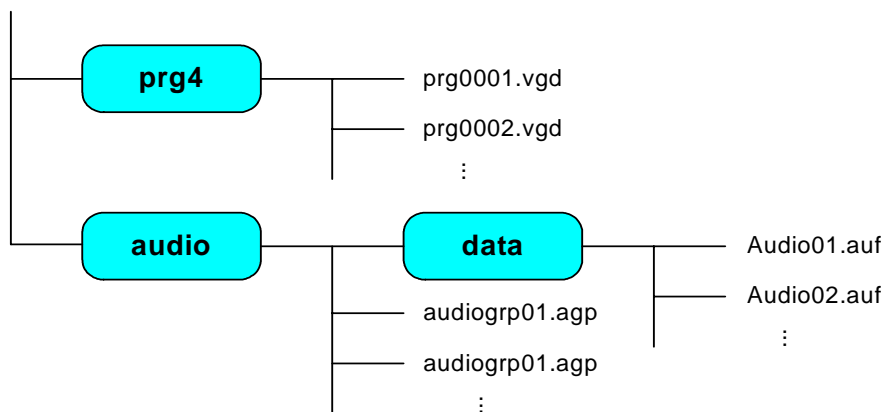 prg4
prg0001.vgd
prg0002.vgd
⋮
audio
data
Audio01.auf
Audio02.auf
⋮
audiogrp01.agp
audiogrp01.agp
⋮